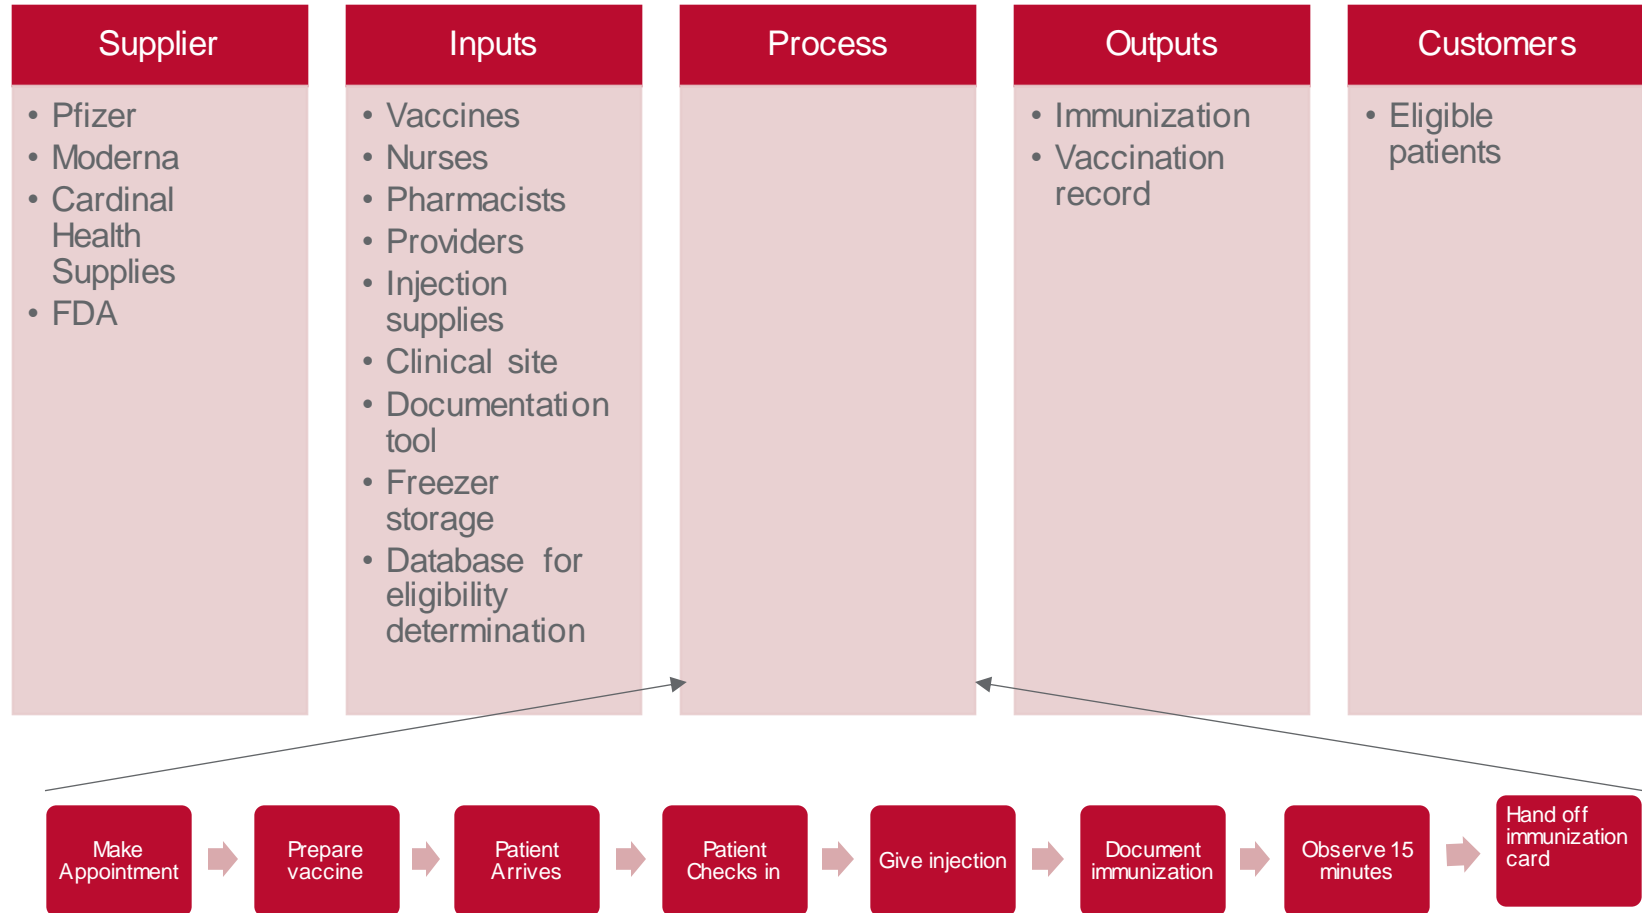 Supplier
• Pfizer
• Moderna
• Cardinal
Health
Supplies
• FDA
Inputs
• Vaccines
• Nurses
• Pharmacists
• Providers
• Injection
supplies
• Clinical site
• Documentation
tool
• Freezer
storage
• Database for
eligibility
determination
Process
Outputs
• Immunization
• Vaccination
record
Customers
• Eligible
patients
Make
Appointment
Prepare
vaccine
Patient
Arrives
Patient
Checks in
Give injection
Document
immunization
Observe 15
minutes
Hand off
immunization
card